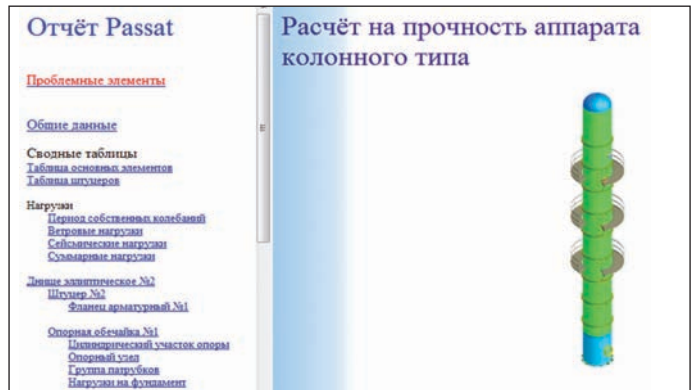 Отчёт Passat
Проблемные элементы
Общие данные
Сводные таблицы
Таблица основных элементов
Таблица штуцеров
Нагрузки
Период собственных колебаний
Ветровые нагрузки
Сейсмические нагрузки
Суммарные нагрузки
Днище эллиптическое №2
Штуцер №2
Фланец арматурный №1
Опорная обечайка №1
Цилиндрический участок опоры
Опорный узел
Группа патрубков
Нагрузки на фундамент
Расчёт на прочность аппарата
колонного типа